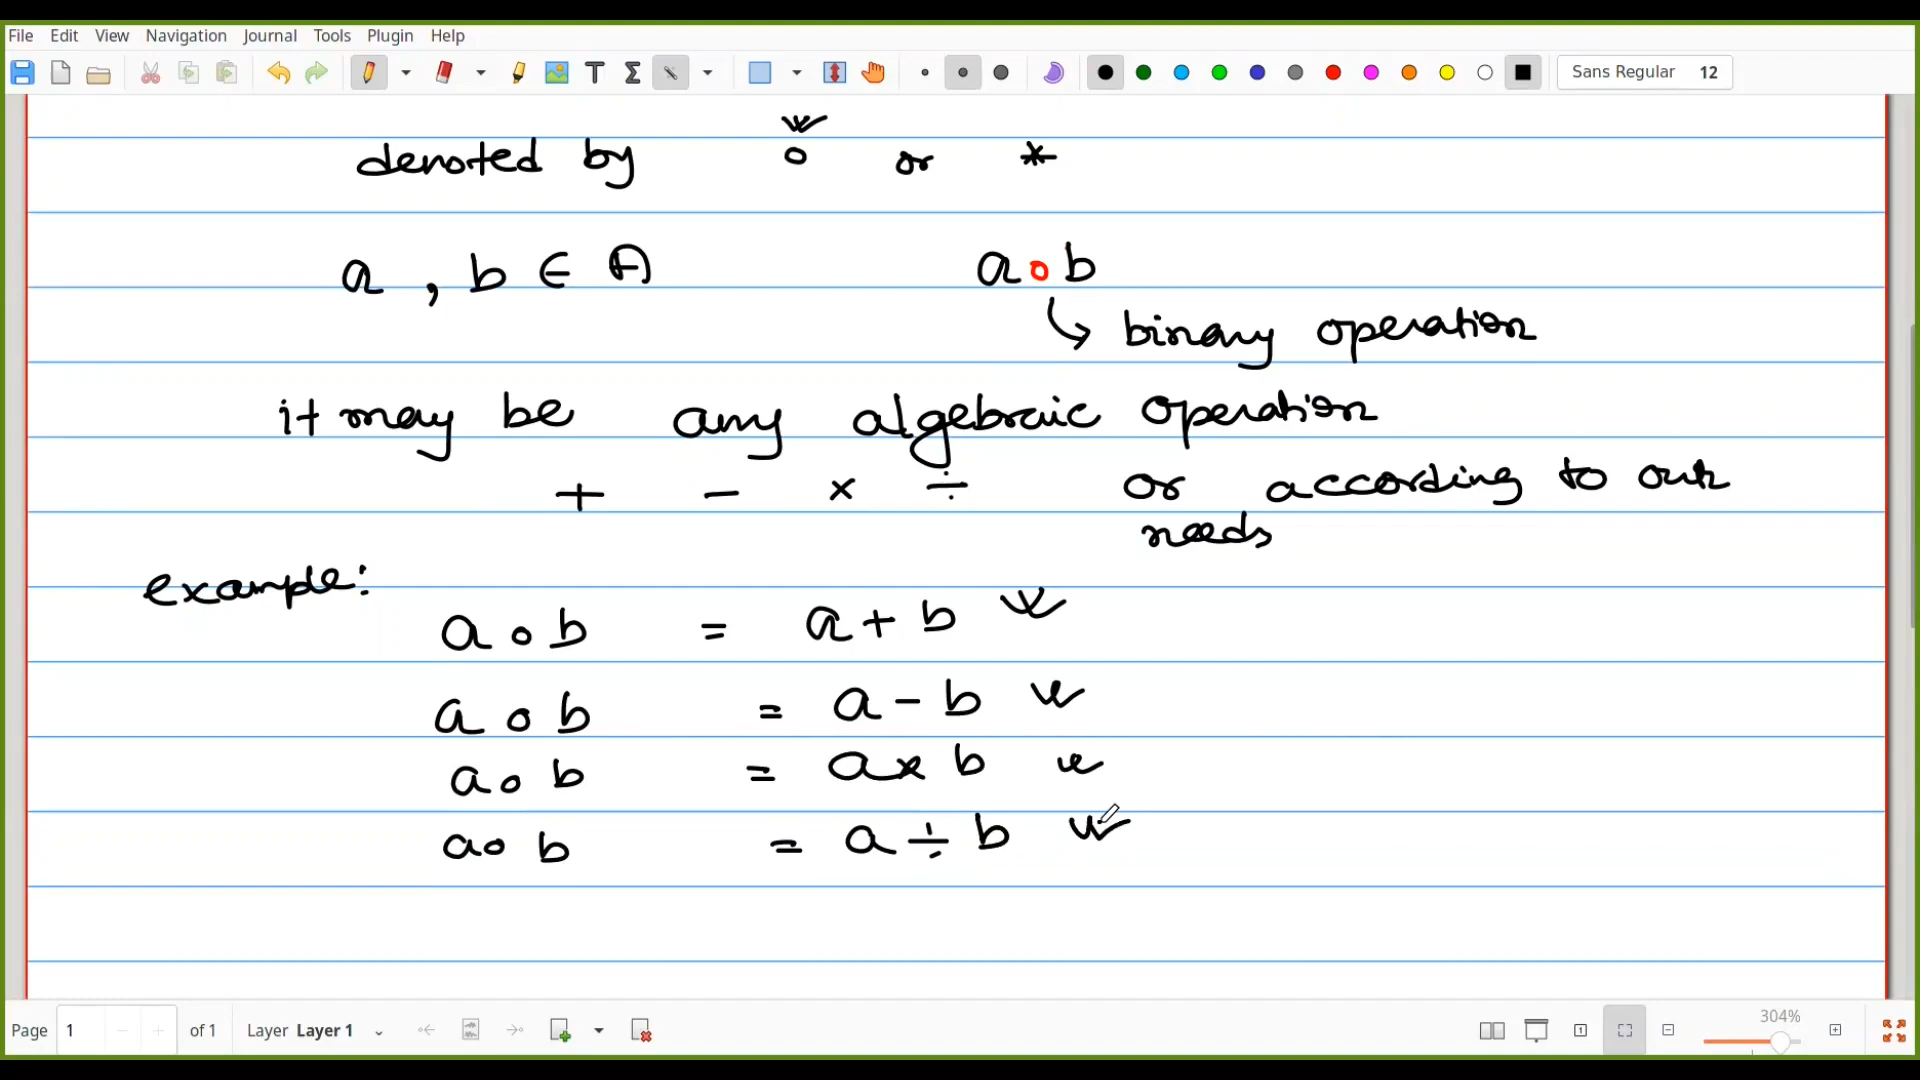 File Edit View Navigation Journal Tools Plugin Help
Sans Regular 12
denoted by o or *
a , b ∈ A a o b
binary operation
it may be any algebraic operation
+ - × ÷ or according to our
needs
example:
a o b = a + b
a o b = a - b
a o b = a × b
a o b = a ÷ b
Page 1 of 1 Layer Layer 1 304%